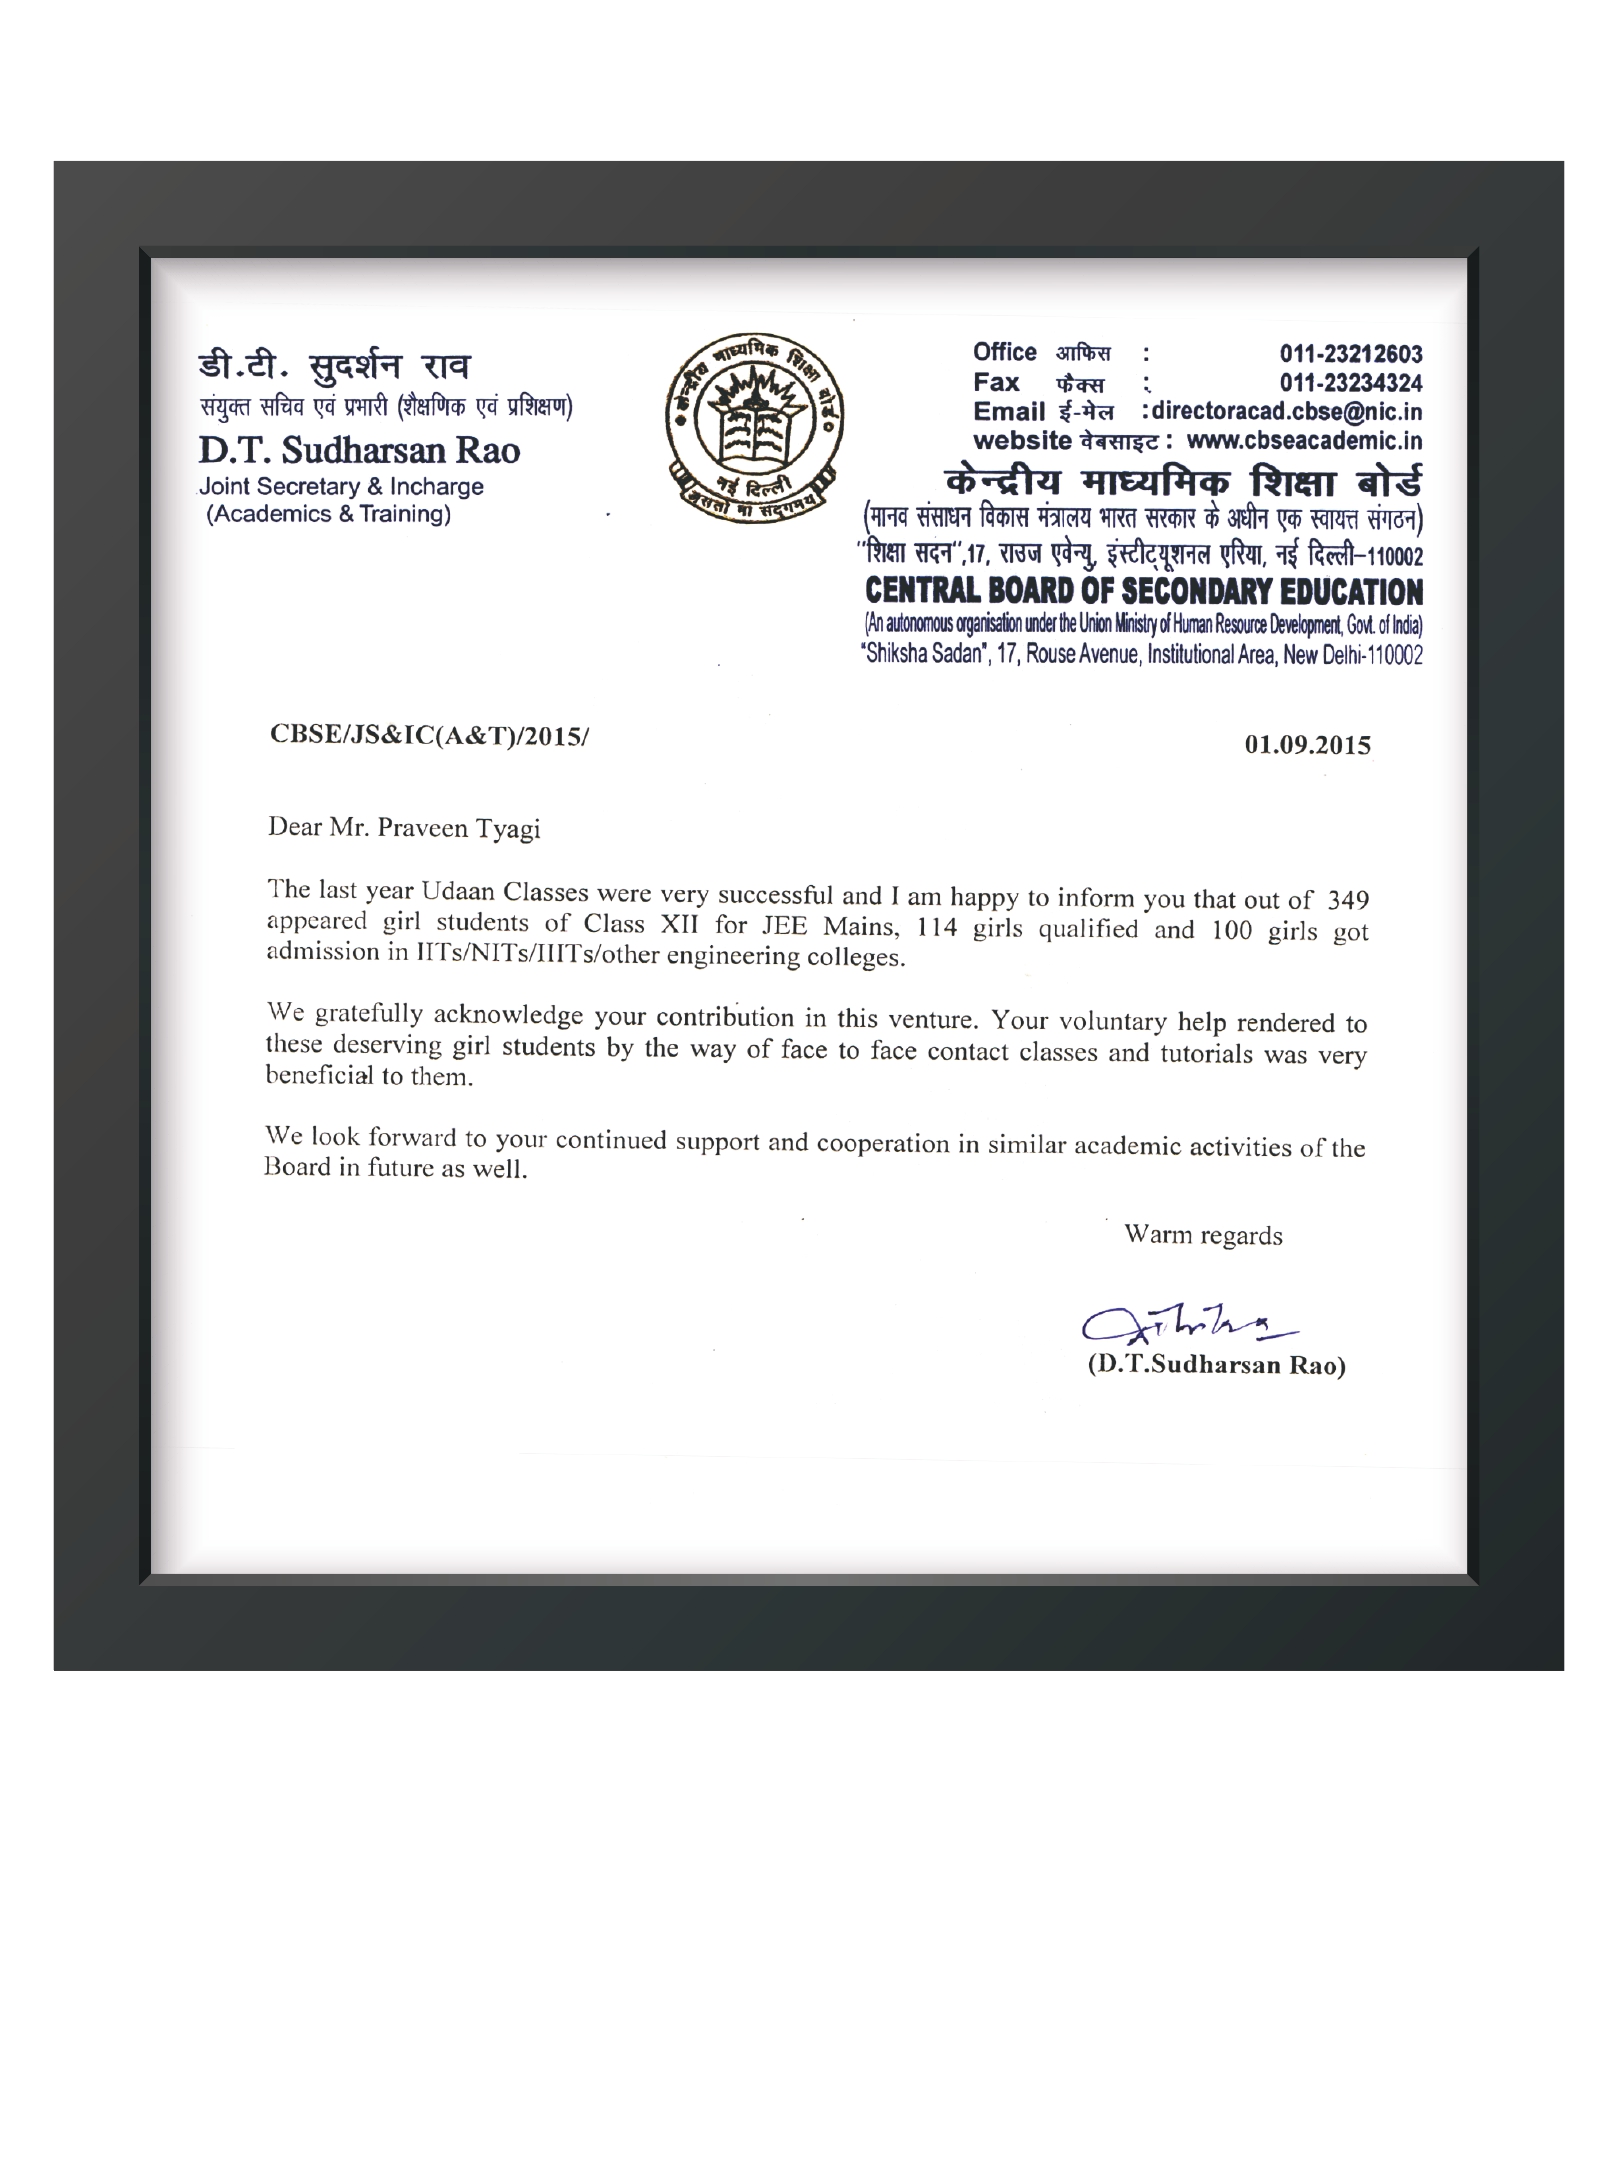 डी.टी. सुदर्शन राव
संयुक्त सचिव एवं प्रभारी (शैक्षणिक एवं प्रशिक्षण)
D.T. Sudharsan Rao
Joint Secretary & Incharge
(Academics & Training)
केन्द्रीय माध्यमिक शिक्षा बोर्ड
नई दिल्ली
असतो मा सद्गमय
Office आफिस : 011-23212603
Fax फैक्स : 011-23234324
Email ई-मेल :directoracad.cbse@nic.in
website वेबसाइट : www.cbseacademic.in
केन्द्रीय माध्यमिक शिक्षा बोर्ड
(मानव संसाधन विकास मंत्रालय भारत सरकार के अधीन एक स्वायत्त संगठन)
"शिक्षा सदन",17, राउज एवेन्यु, इंस्टीट्यूशनल एरिया, नई दिल्ली–110002
CENTRAL BOARD OF SECONDARY EDUCATION
(An autonomous organisation under the Union Ministry of Human Resource Development, Govt. of India)
"Shiksha Sadan", 17, Rouse Avenue, Institutional Area, New Delhi-110002
CBSE/JS&IC(A&T)/2015/ 01.09.2015
Dear Mr. Praveen Tyagi
The last year Udaan Classes were very successful and I am happy to inform you that out of 349
appeared girl students of Class XII for JEE Mains, 114 girls qualified and 100 girls got
admission in IITs/NITs/IIITs/other engineering colleges.
We gratefully acknowledge your contribution in this venture. Your voluntary help rendered to
these deserving girl students by the way of face to face contact classes and tutorials was very
beneficial to them.
We look forward to your continued support and cooperation in similar academic activities of the
Board in future as well.
Warm regards
(D.T.Sudharsan Rao)